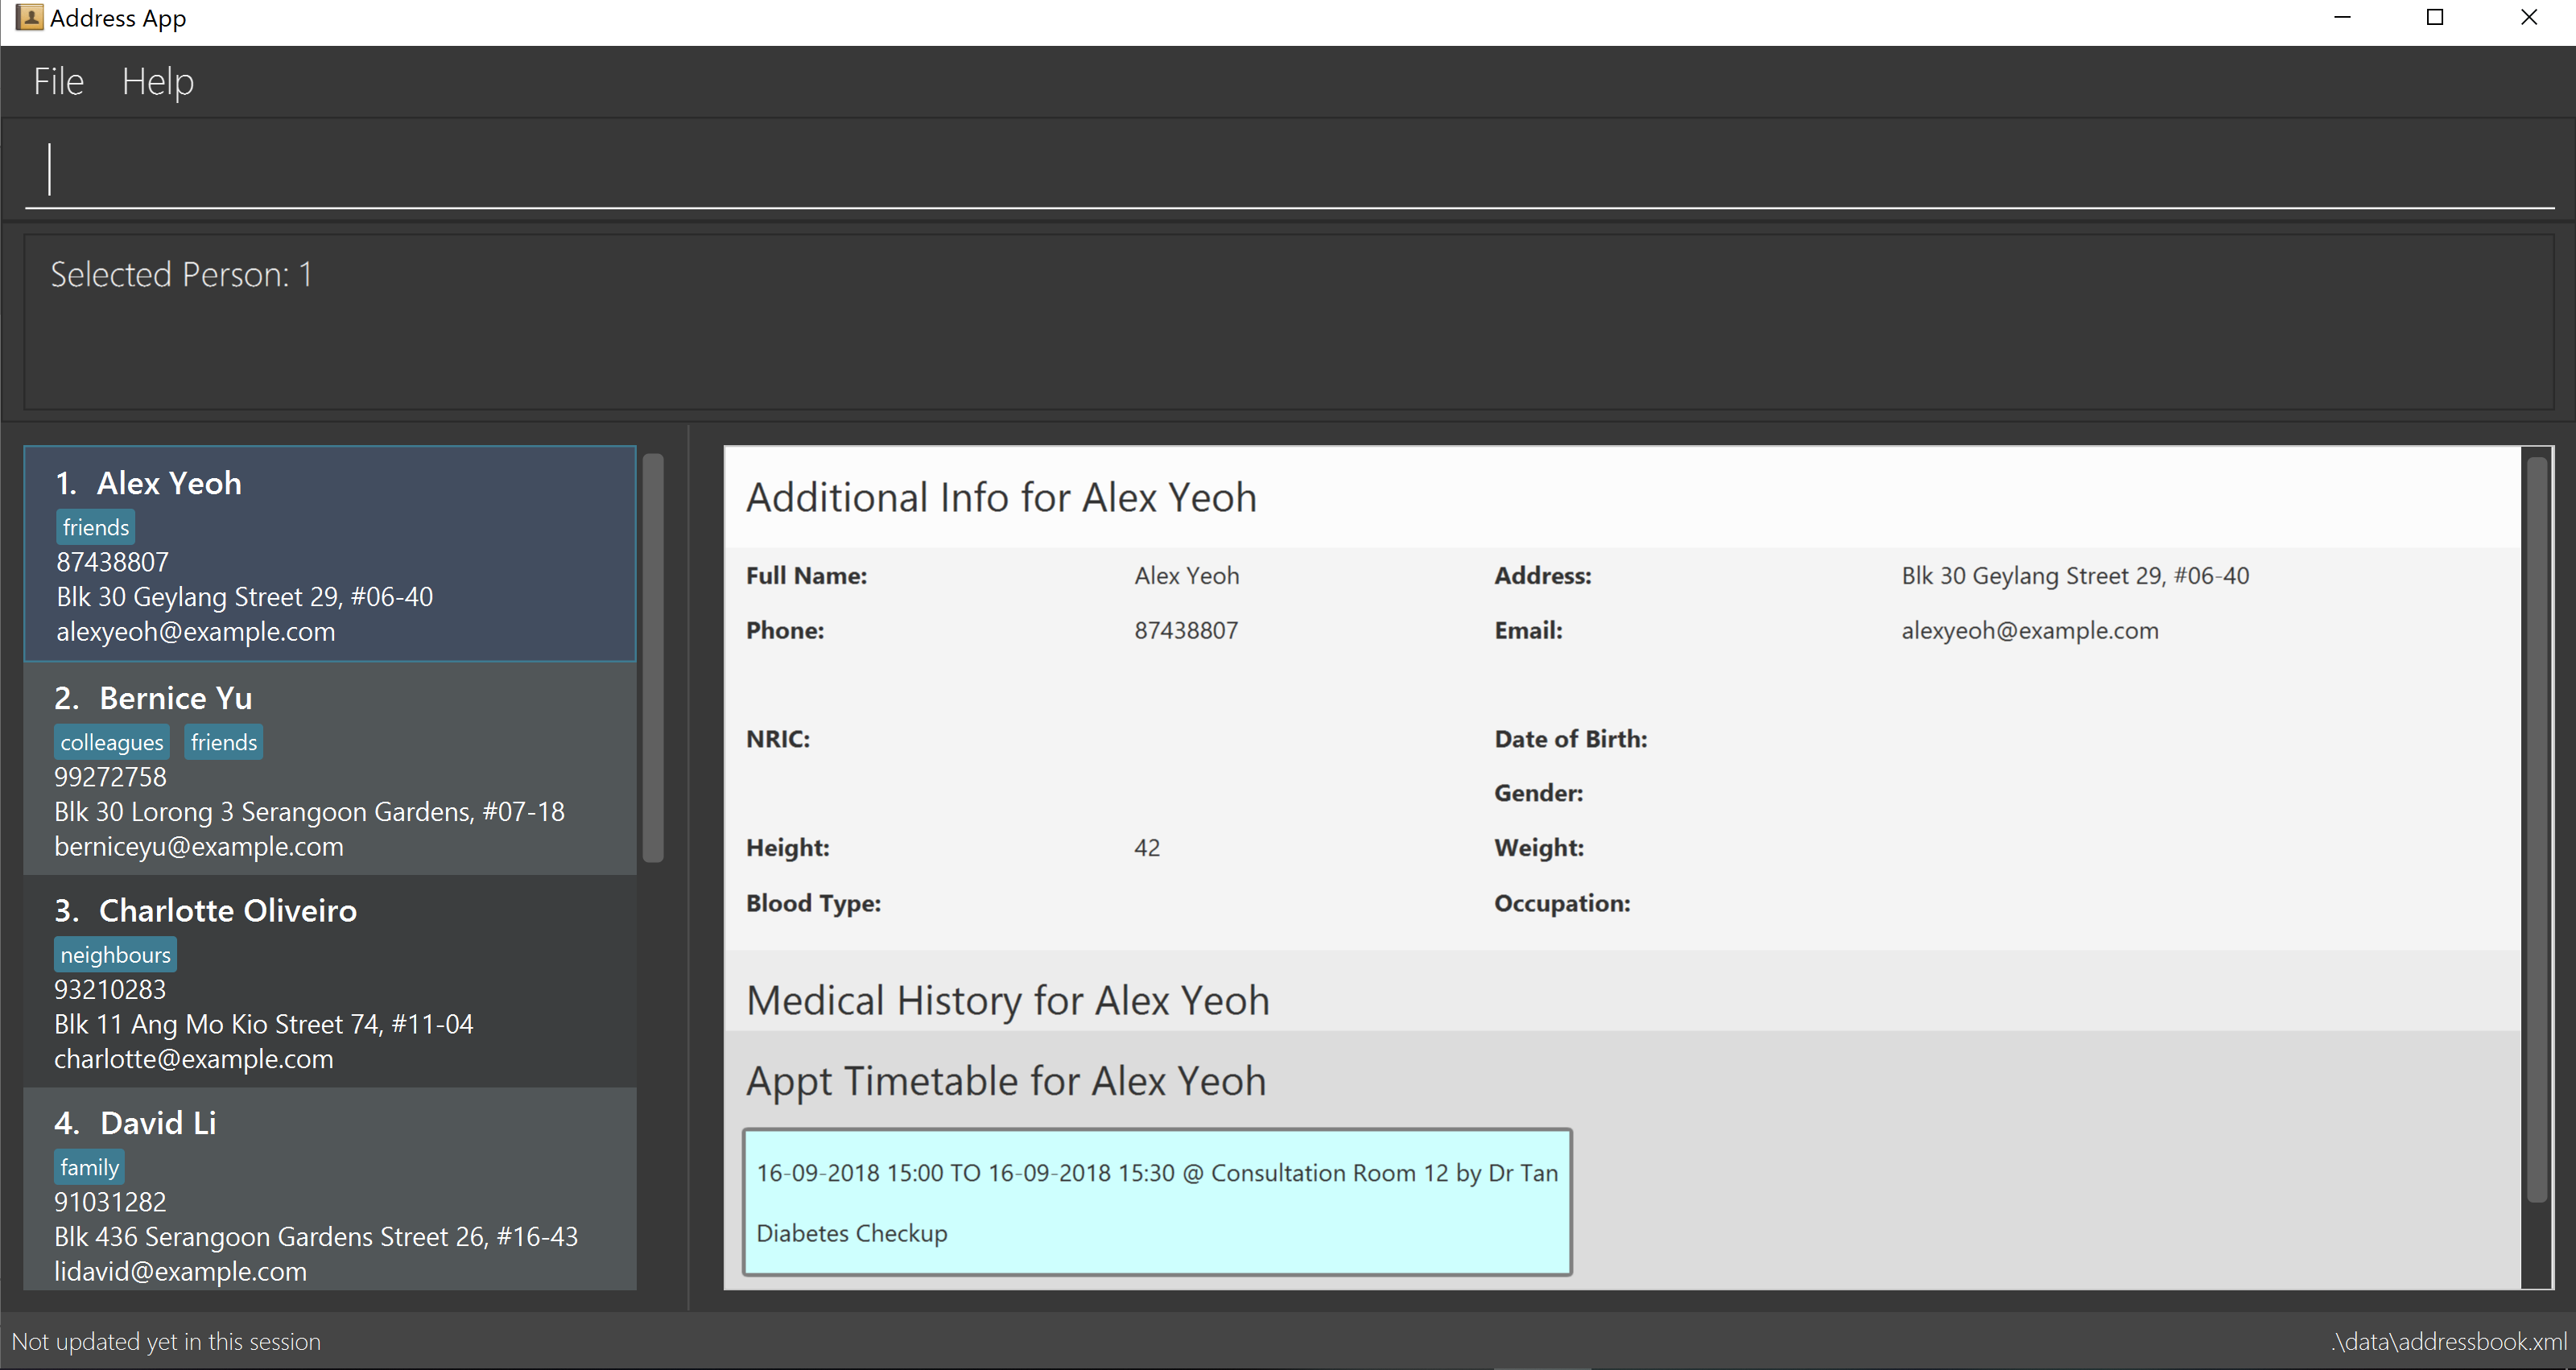 Address App
File Help
Selected Person: 1
1. Alex Yeoh
friends
87438807
Blk 30 Geylang Street 29, #06-40
alexyeoh@example.com
2. Bernice Yu
colleagues friends
99272758
Blk 30 Lorong 3 Serangoon Gardens, #07-18
berniceyu@example.com
3. Charlotte Oliveiro
neighbours
93210283
Blk 11 Ang Mo Kio Street 74, #11-04
charlotte@example.com
4. David Li
family
91031282
Blk 436 Serangoon Gardens Street 26, #16-43
lidavid@example.com
Additional Info for Alex Yeoh
Full Name: Alex Yeoh Address: Blk 30 Geylang Street 29, #06-40
Phone: 87438807 Email: alexyeoh@example.com
NRIC: Date of Birth:
Gender:
Height: 42 Weight:
Blood Type: Occupation:
Medical History for Alex Yeoh
Appt Timetable for Alex Yeoh
16-09-2018 15:00 TO 16-09-2018 15:30 @ Consultation Room 12 by Dr Tan
Diabetes Checkup
Not updated yet in this session
.\data\addressbook.xml